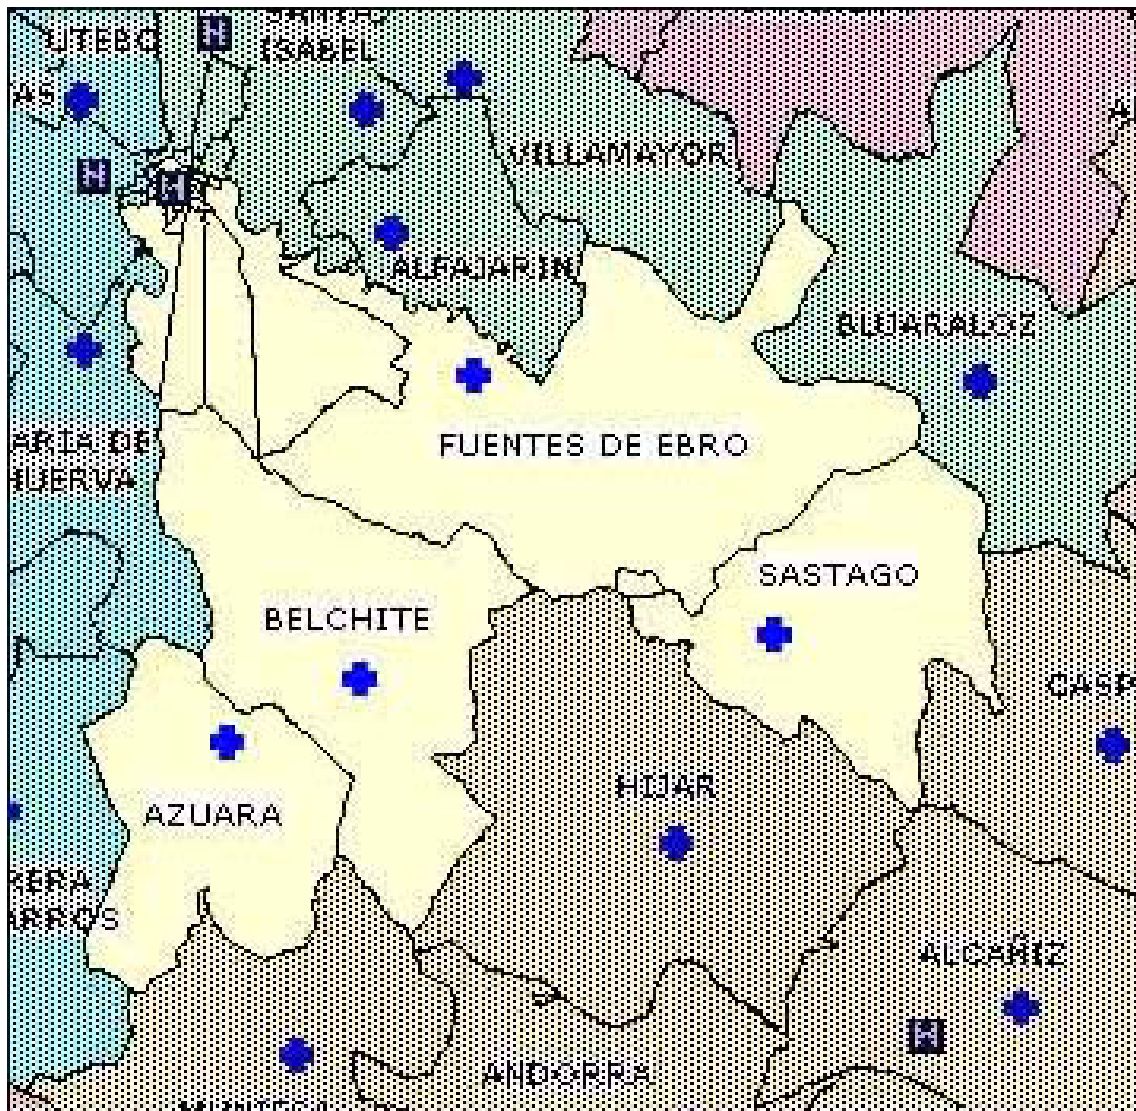 UTEBO
H
ISABEL
AS
VILLAMAYOR
H
H
ALFAJARIN
BUJARALOZ
ARIA DE
HUERVA
FUENTES DE EBRO
SASTAGO
BELCHITE
CASP
HIJAR
AZUARA
ARROS
ALCAÑIZ
H
ANDORRA